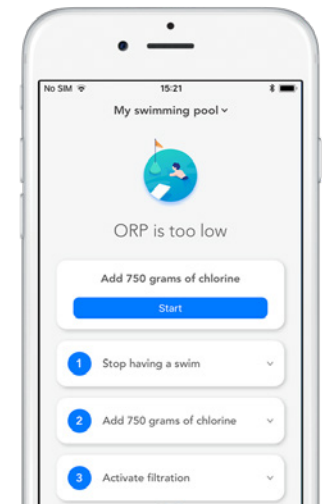 No SIM 15:21
My swimming pool
ORP is too low
Add 750 grams of chlorine
Start
1 Stop having a swim
2 Add 750 grams of chlorine
3 Activate filtration